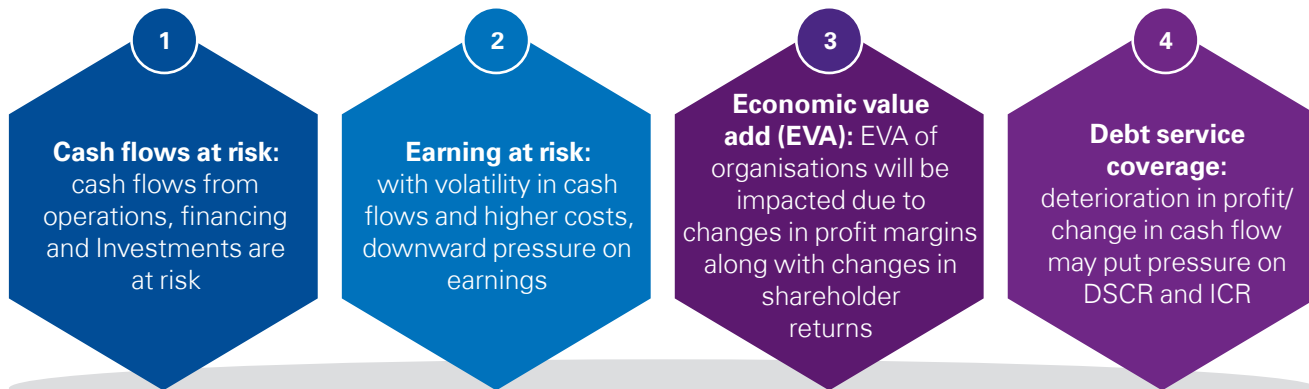 1
Cash flows at risk:
cash flows from
operations, financing
and Investments are
at risk
2
Earning at risk:
with volatility in cash
flows and higher costs,
downward pressure on
earnings
3
Economic value
add (EVA): EVA of
organisations will be
impacted due to
changes in profit margins
along with changes in
shareholder
returns
4
Debt service
coverage:
deterioration in profit/
change in cash flow
may put pressure on
DSCR and ICR